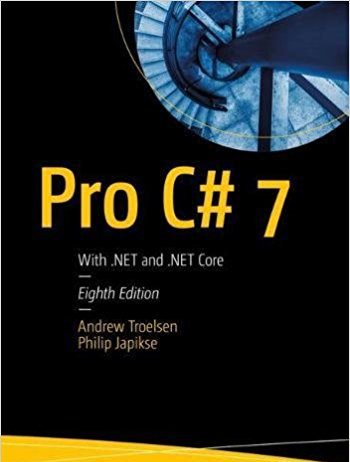 Pro C# 7
With .NET and .NET Core
Eighth Edition
Andrew Troelsen
Philip Japikse